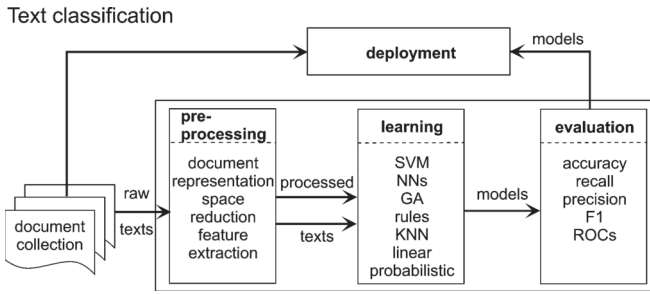 Text classification
deployment
models
pre-
processing
document
representation
space
reduction
feature
extraction
learning
SVM
NNs
GA
rules
KNN
linear
probabilistic
evaluation
accuracy
recall
precision
F1
ROCs
document
collection
raw
texts
processed
texts
models